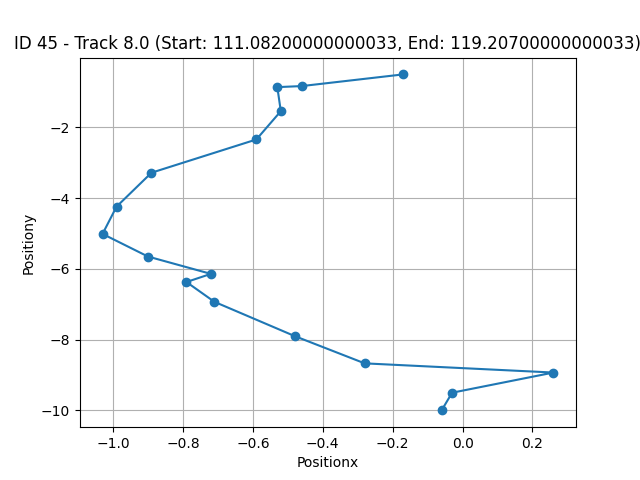 ID 45 - Track 8.0 (Start: 111.08200000000033, End: 119.20700000000033)
−2
−4
−6
−8
−10
Positiony
−1.0 −0.8 −0.6 −0.4 −0.2 0.0 0.2
Positionx